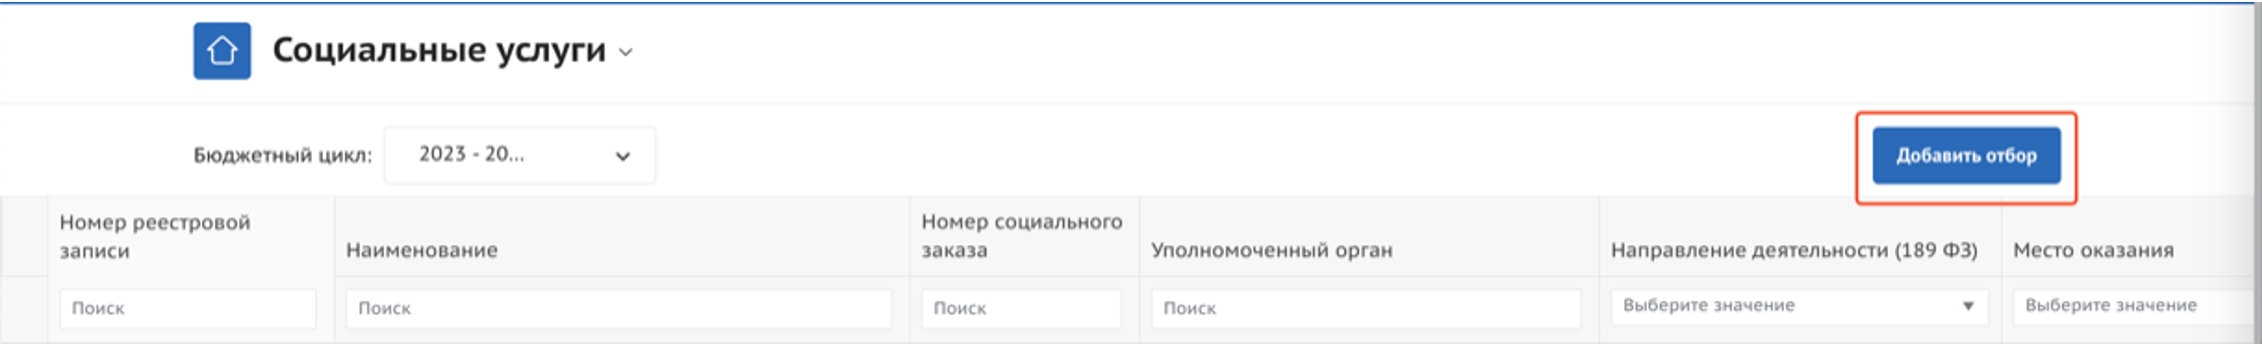 Социальные услуги
Бюджетный цикл:
2023 - 20...
Добавить отбор
Номер реестровой
записи
Наименование
Номер социального
заказа
Уполномоченный орган
Направление деятельности (189 ФЗ)
Место оказания
Поиск
Поиск
Поиск
Поиск
Выберите значение
Выберите значение